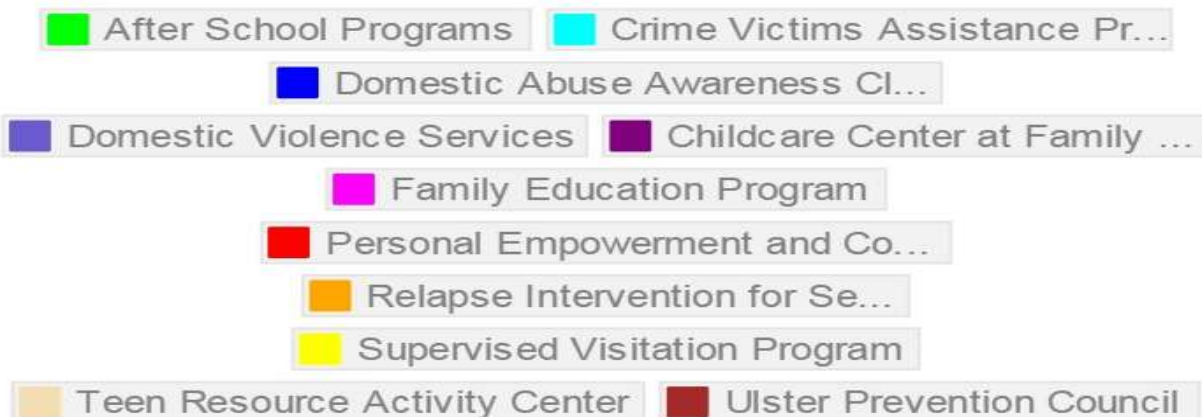 After School Programs Crime Victims Assistance Pr...
Domestic Abuse Awareness Cl...
Domestic Violence Services Childcare Center at Family ...
Family Education Program
Personal Empowerment and Co...
Relapse Intervention for Se...
Supervised Visitation Program
Teen Resource Activity Center Ulster Prevention Council